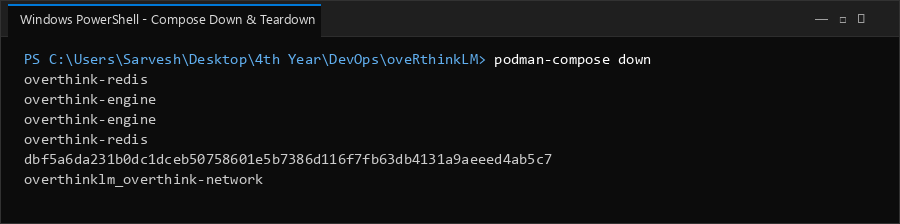 Windows PowerShell - Compose Down & Teardown
PS C:\Users\Sarvesh\Desktop\4th Year\DevOps\oveRthinkLM> podman-compose down
overthink-redis
overthink-engine
overthink-engine
overthink-redis
dbf5a6da231b0dc1dceb50758601e5b7386d116f7fb63db4131a9aeeed4ab5c7
overthinklm_overthink-network